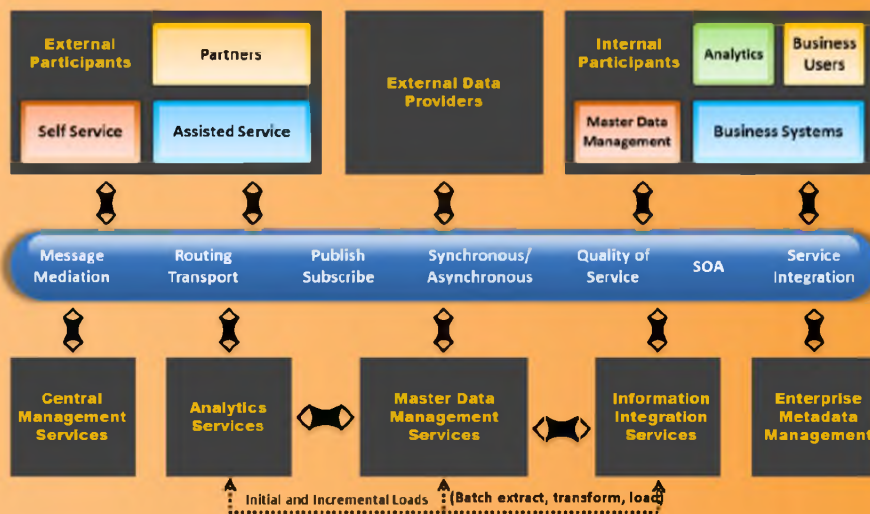 External
Participants
Partners
Self Service
Assisted Service
External Data
Providers
Internal
Participants
Analytics
Business
Users
Master Data
Management
Business Systems
Message
Mediation
Routing
Transport
Publish
Subscribe
Synchronous/
Asynchronous
Quality of
Service
SOA
Service
Integration
Central
Management
Services
Analytics
Services
Master Data
Management
Services
Information
Integration
Services
Enterprise
Metadata
Management
Initial and Incremental Loads (Batch extract, transform, load)